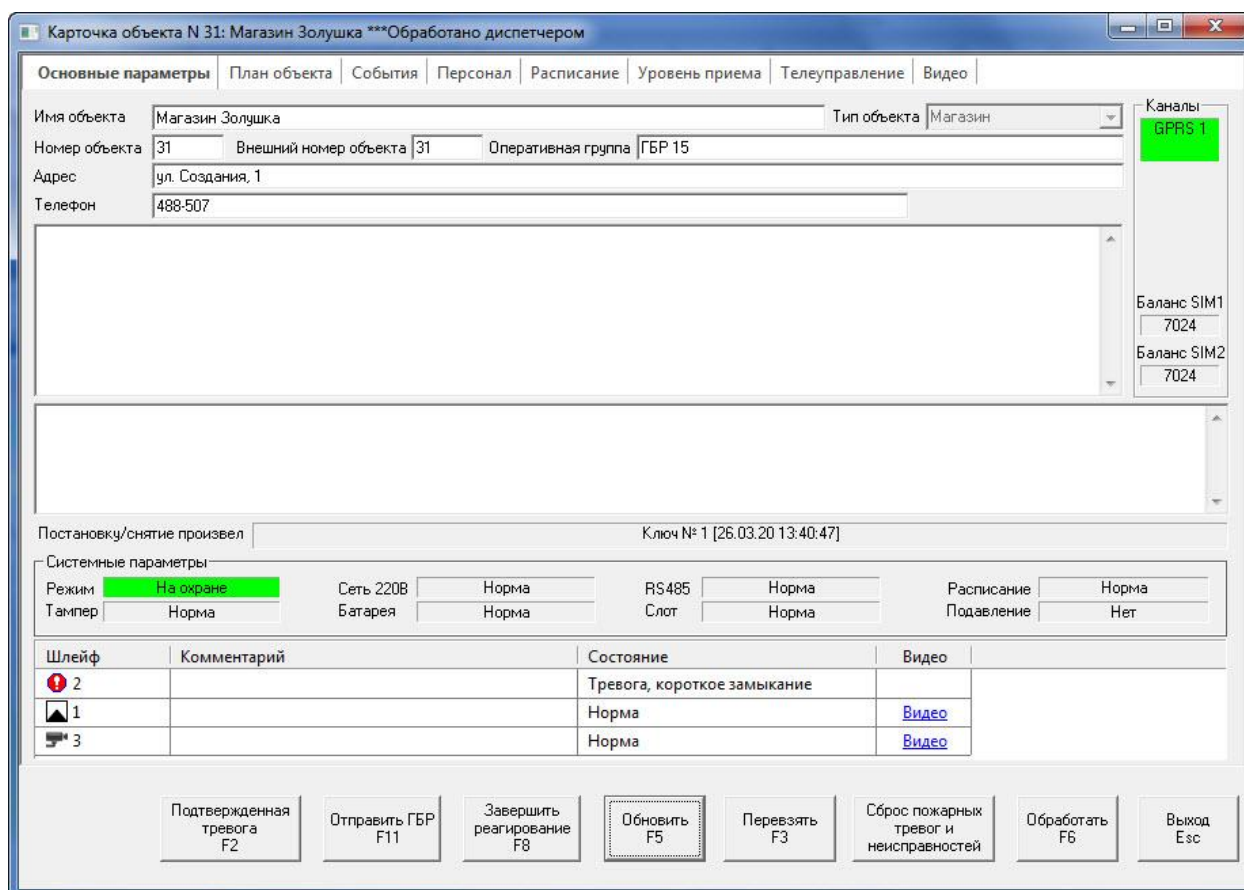 Карточка объекта N 31: Магазин Золушка ***Обработано диспетчером
Основные параметры План объекта События Персонал Расписание Уровень приема Телеуправление Видео
Имя объекта Магазин Золушка Тип объекта Магазин
Каналы
GPRS 1
Номер объекта 31 Внешний номер объекта 31 Оперативная группа ГБР 15
Адрес ул. Создания, 1
Телефон 488-507
Баланс SIM1
7024
Баланс SIM2
7024
Постановку/снятие произвел Ключ № 1 [26.03.20 13:40:47]
Системные параметры
Режим На охране Сеть 220В Норма RS485 Норма Расписание Норма
Тампер Норма Батарея Норма Слот Норма Подавление Нет
Шлейф Комментарий Состояние Видео
2 Тревога, короткое замыкание
1 Норма Видео
3 Норма Видео
Подтвержденная
тревога
F2
Отправить ГБР
F11
Завершить
реагирование
F8
Обновить
F5
Перевзять
F3
Сброс пожарных
тревог и
неисправностей
Обработать
F6
Выход
Esc